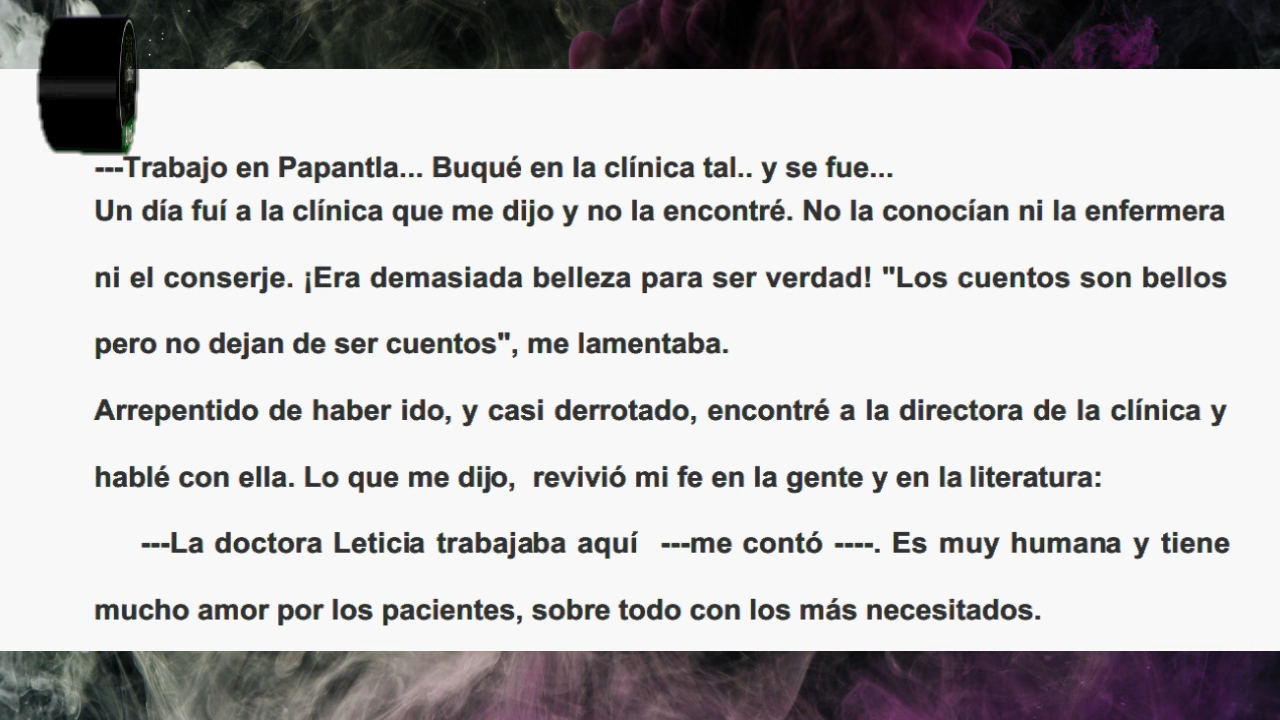 ---Trabajo en Papantla... Buqué en la clínica tal.. y se fue...
Un día fuí a la clínica que me dijo y no la encontré. No la conocían ni la enfermera
ni el conserje. ¡Era demasiada belleza para ser verdad! "Los cuentos son bellos
pero no dejan de ser cuentos", me lamentaba.
Arrepentido de haber ido, y casi derrotado, encontré a la directora de la clínica y
hablé con ella. Lo que me dijo,  revivió mi fe en la gente y en la literatura:
---La doctora Leticia trabajaba aquí  ---me contó ----. Es muy humana y tiene
mucho amor por los pacientes, sobre todo con los más necesitados.